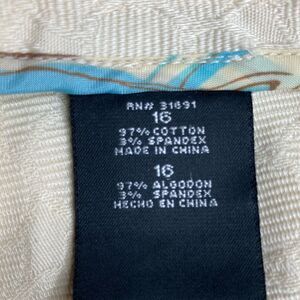 RN# 31691
16
97% COTTON
3% SPANDEX
MADE IN CHINA
16
97% ALGODON
3% SPANDEX
HECHO EN CHINA